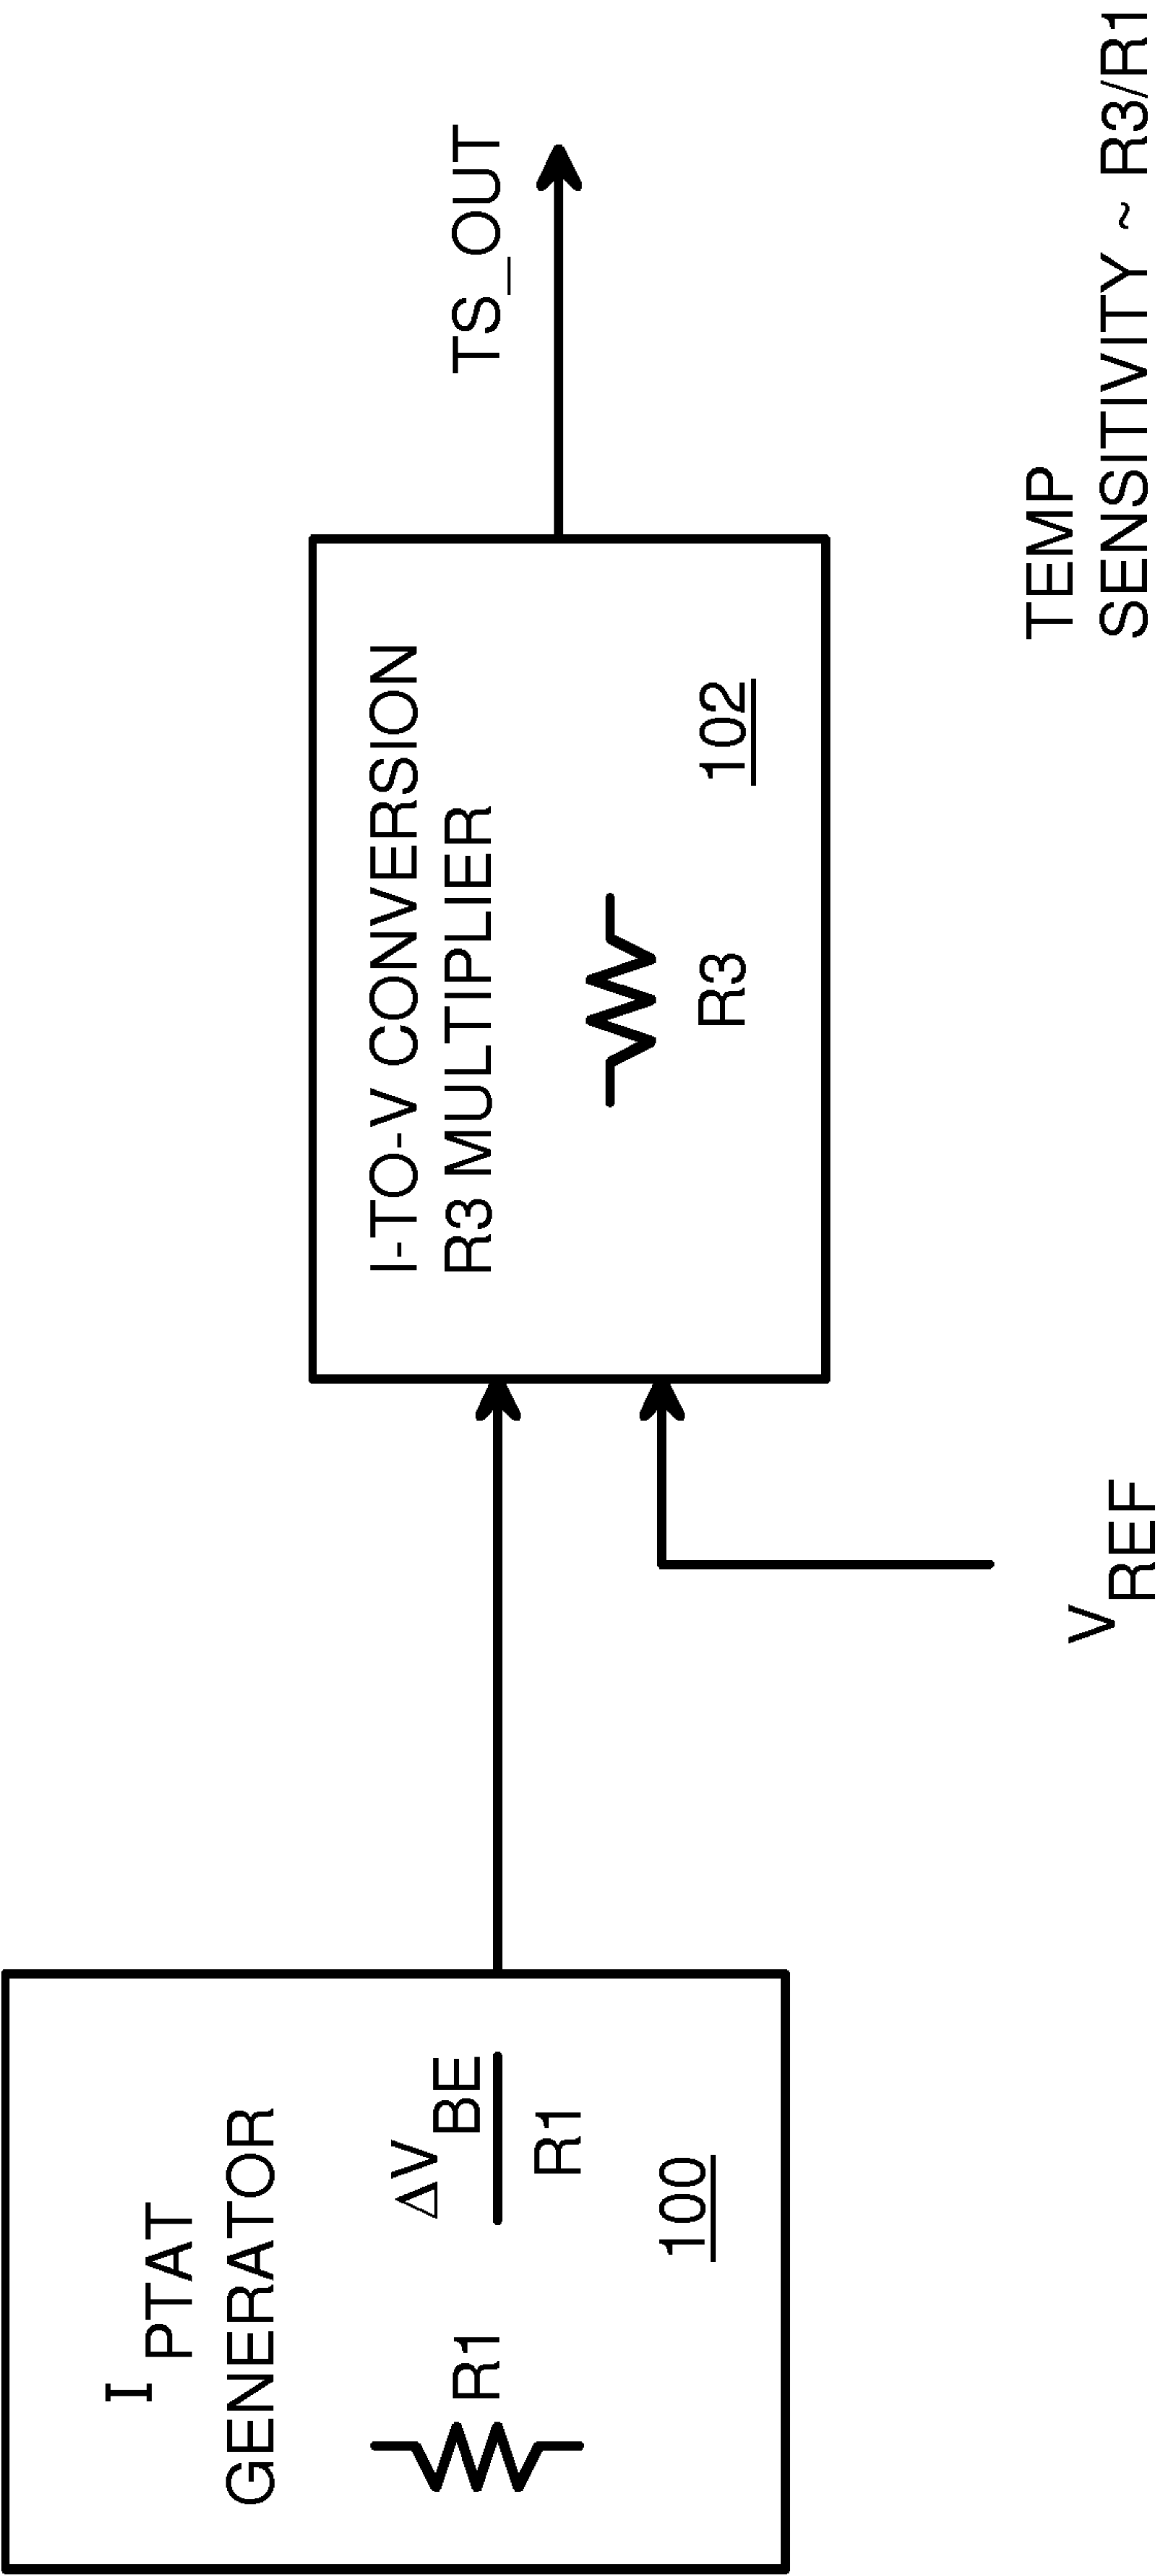 I PTAT
GENERATOR
R1
ΔV BE
R1
100
I-TO-V CONVERSION
R3 MULTIPLIER
R3
102
V REF
TS_OUT
TEMP
SENSITIVITY ~ R3/R1